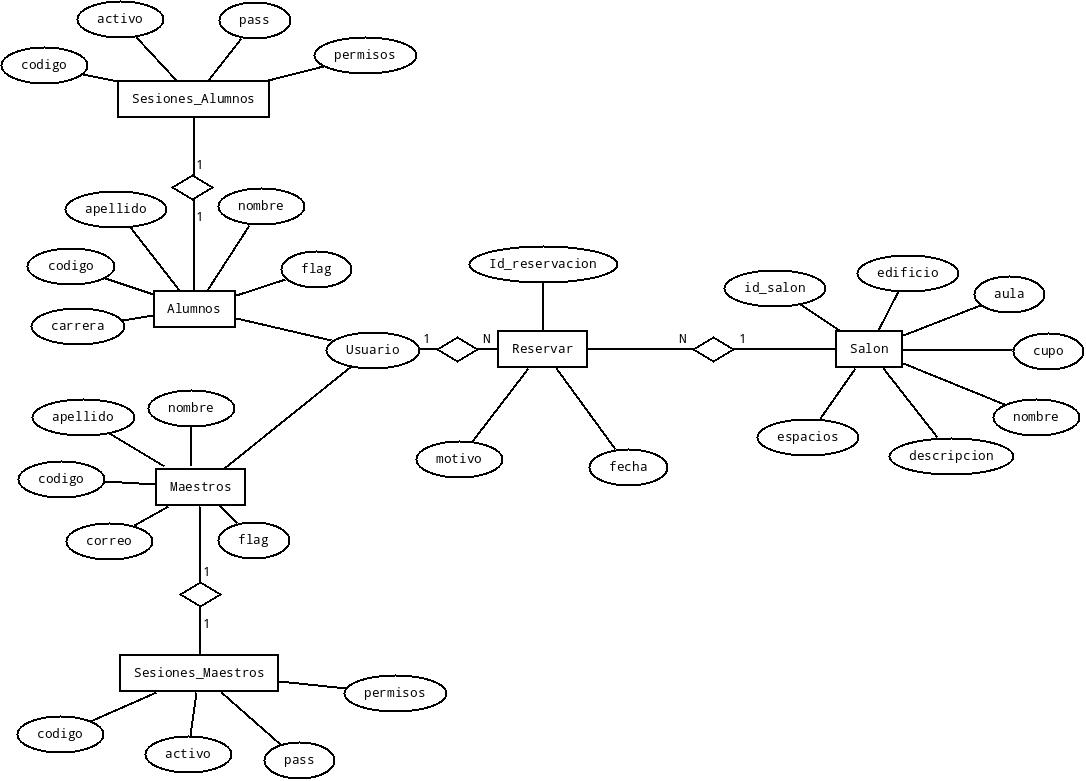 activo
pass
permisos
codigo
Sesiones_Alumnos
1
1
apellido
nombre
codigo
flag
carrera
Alumnos
Usuario
1
N
Id_reservacion
Reservar
motivo
fecha
N
1
id_salon
edificio
aula
Salon
cupo
nombre
espacios
descripcion
apellido
nombre
codigo
Maestros
correo
flag
1
1
Sesiones_Maestros
permisos
codigo
activo
pass